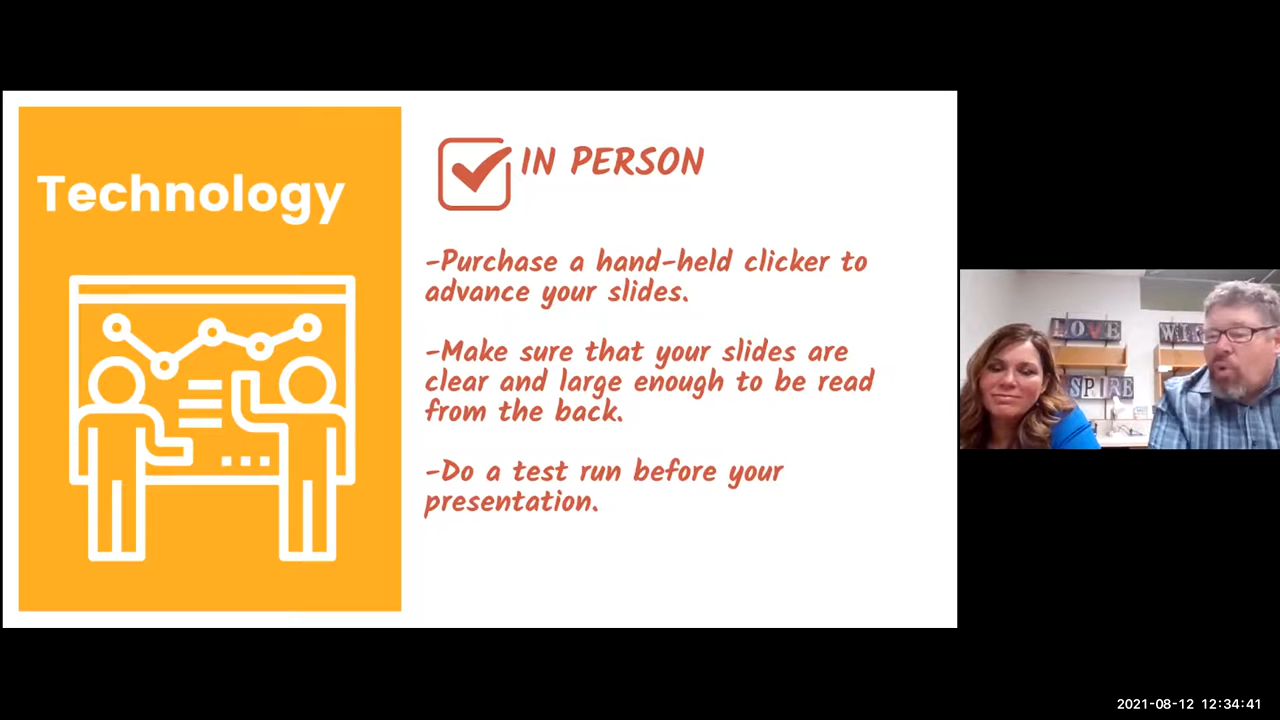 Technology
IN PERSON
-Purchase a hand-held clicker to
advance your slides.
-Make sure that your slides are
clear and large enough to be read
from the back.
-Do a test run before your
presentation.
LOVE
SPIRE
2021-08-12 12:34:41